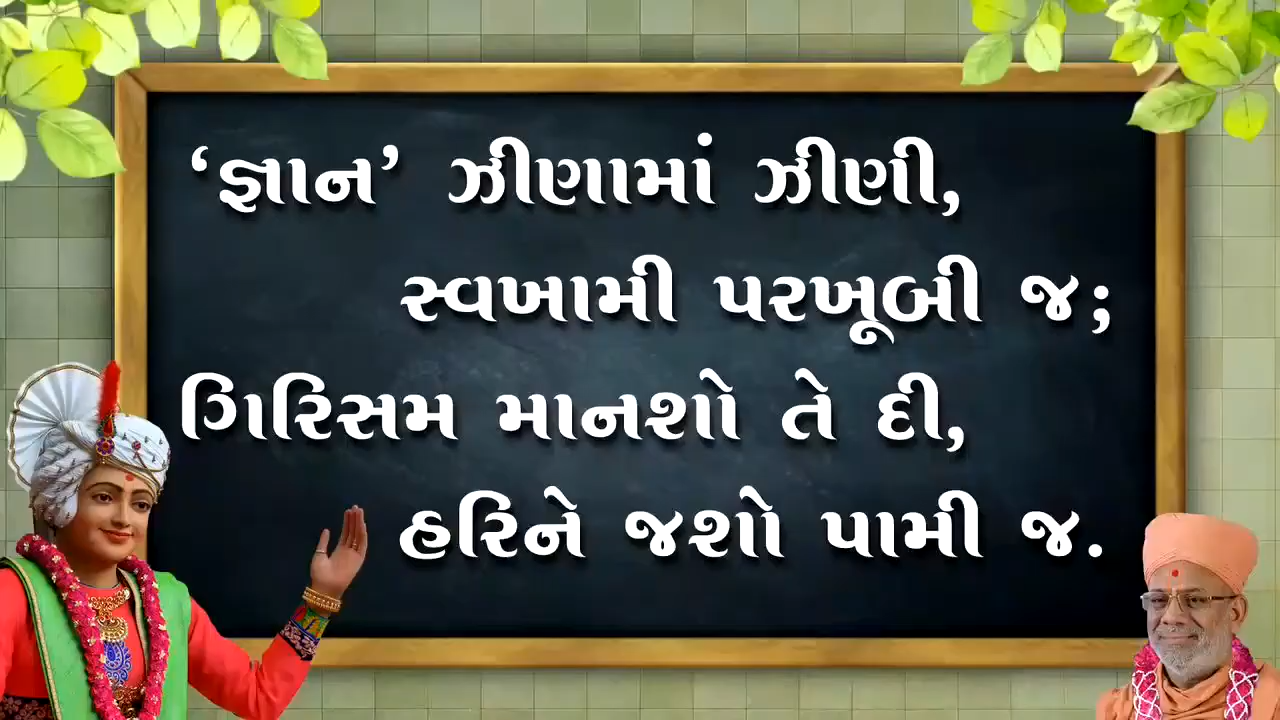 ‘જ્ઞાન’ ઝીણામાં ઝીણી,
સ્વખામી પરખૂબી જ;
ગિરિસમ માનશો તે દી,
હરિને જશો પામી જ.